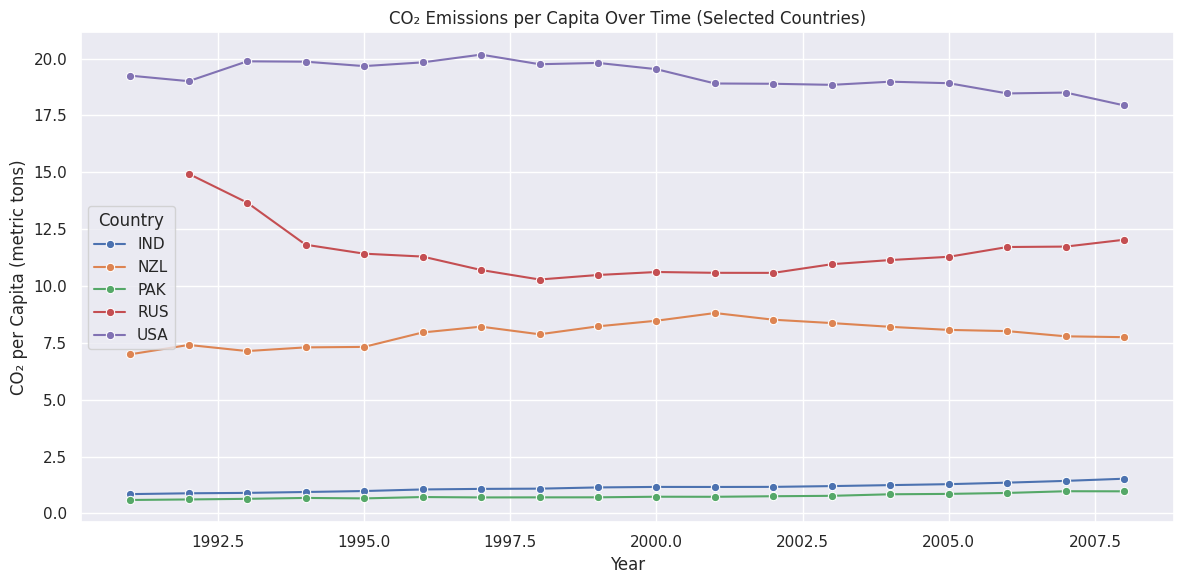 CO₂ Emissions per Capita Over Time (Selected Countries)
CO₂ per Capita (metric tons)
20.0
17.5
15.0
12.5
10.0
7.5
5.0
2.5
0.0
Country
IND
NZL
PAK
RUS
USA
1992.5 1995.0 1997.5 2000.0 2002.5 2005.0 2007.5
Year